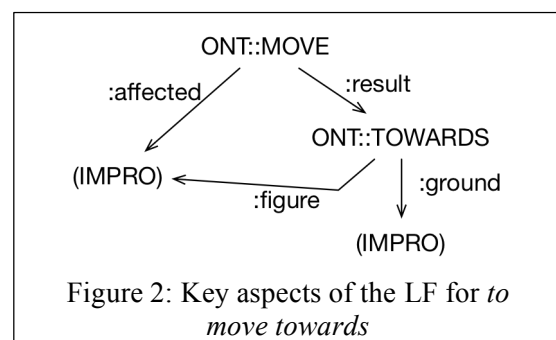 ONT::MOVE
:affected
:result
ONT::TOWARDS
(IMPRO)
:figure
:ground
(IMPRO)
Figure 2: Key aspects of the LF for to
move towards